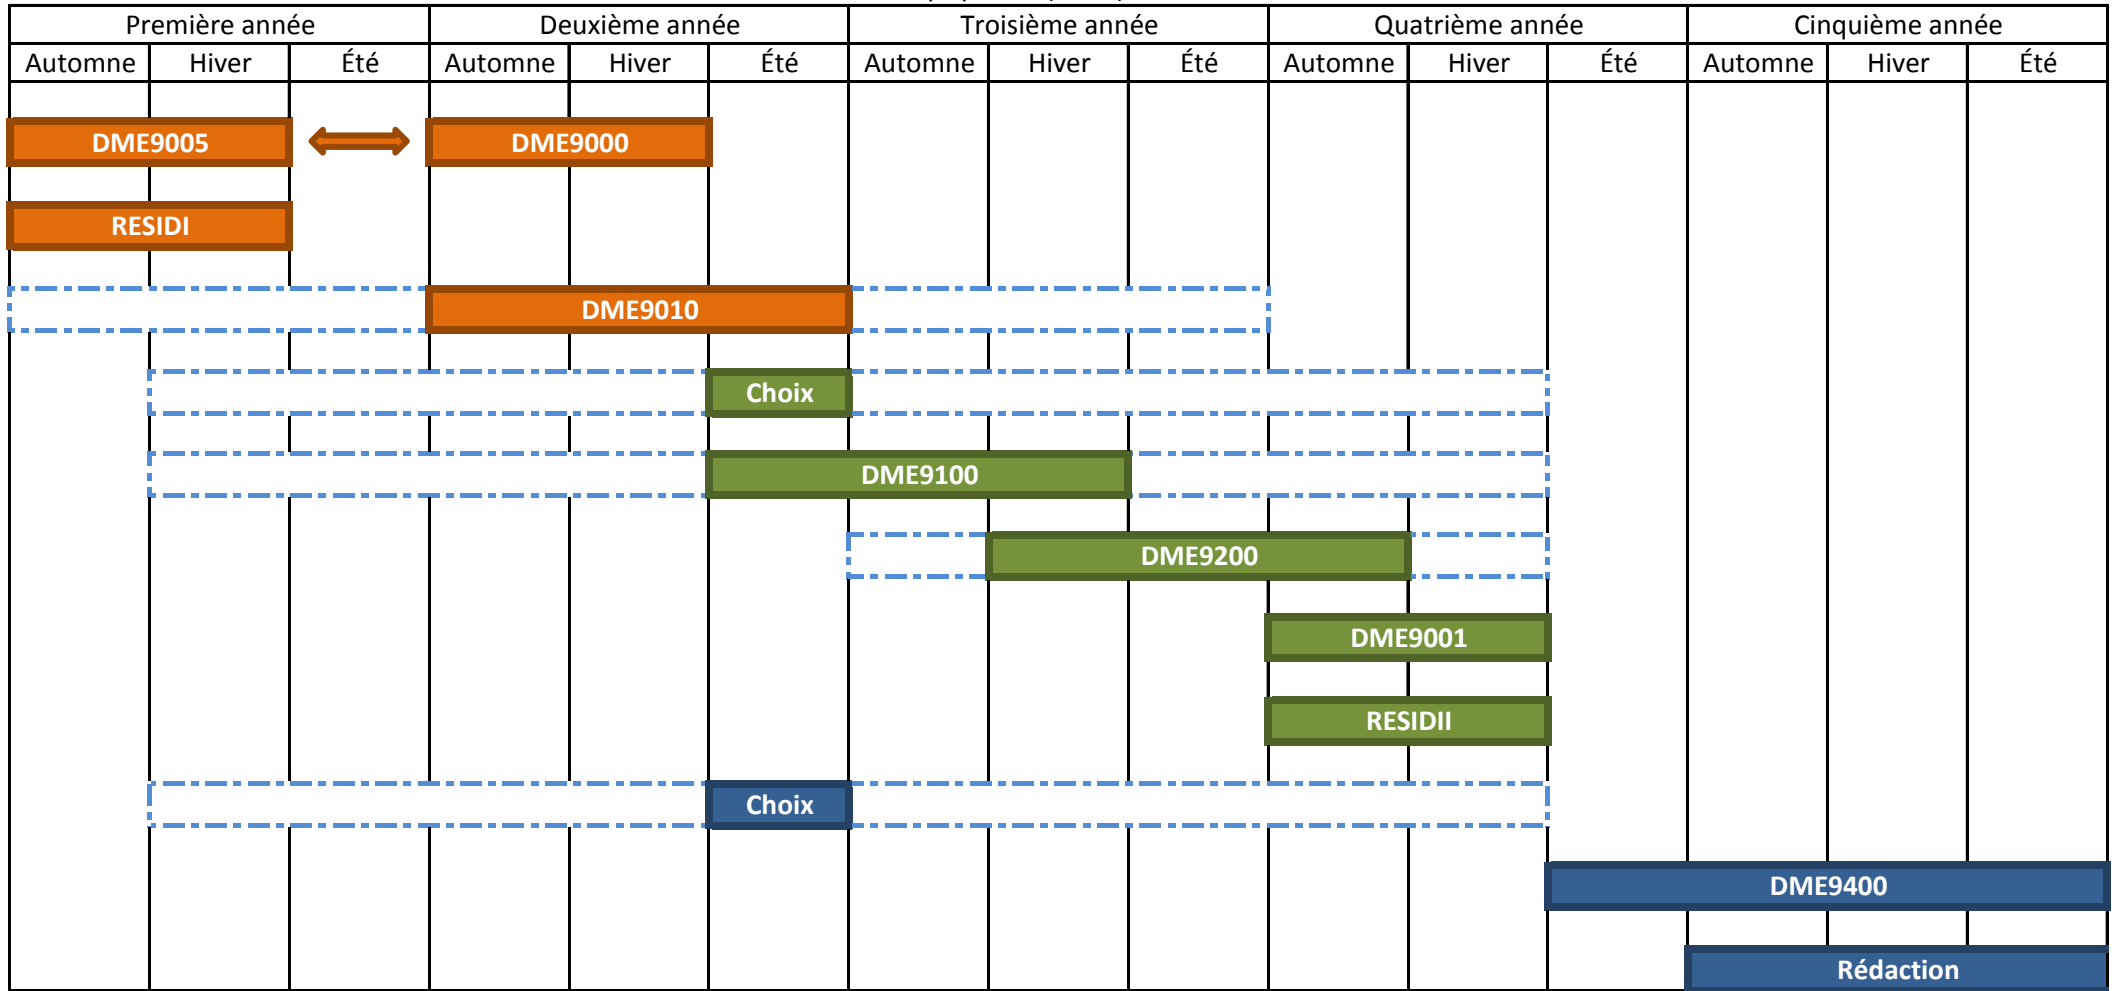 Première année Deuxième année Troisième année Quatrième année Cinquième année
Automne Hiver Été Automne Hiver Été Automne Hiver Été Automne Hiver Été Automne Hiver Été
DME9005 DME9000
RESIDI
DME9010
Choix
DME9100
DME9200
DME9001
RESIDII
Choix
DME9400
Rédaction